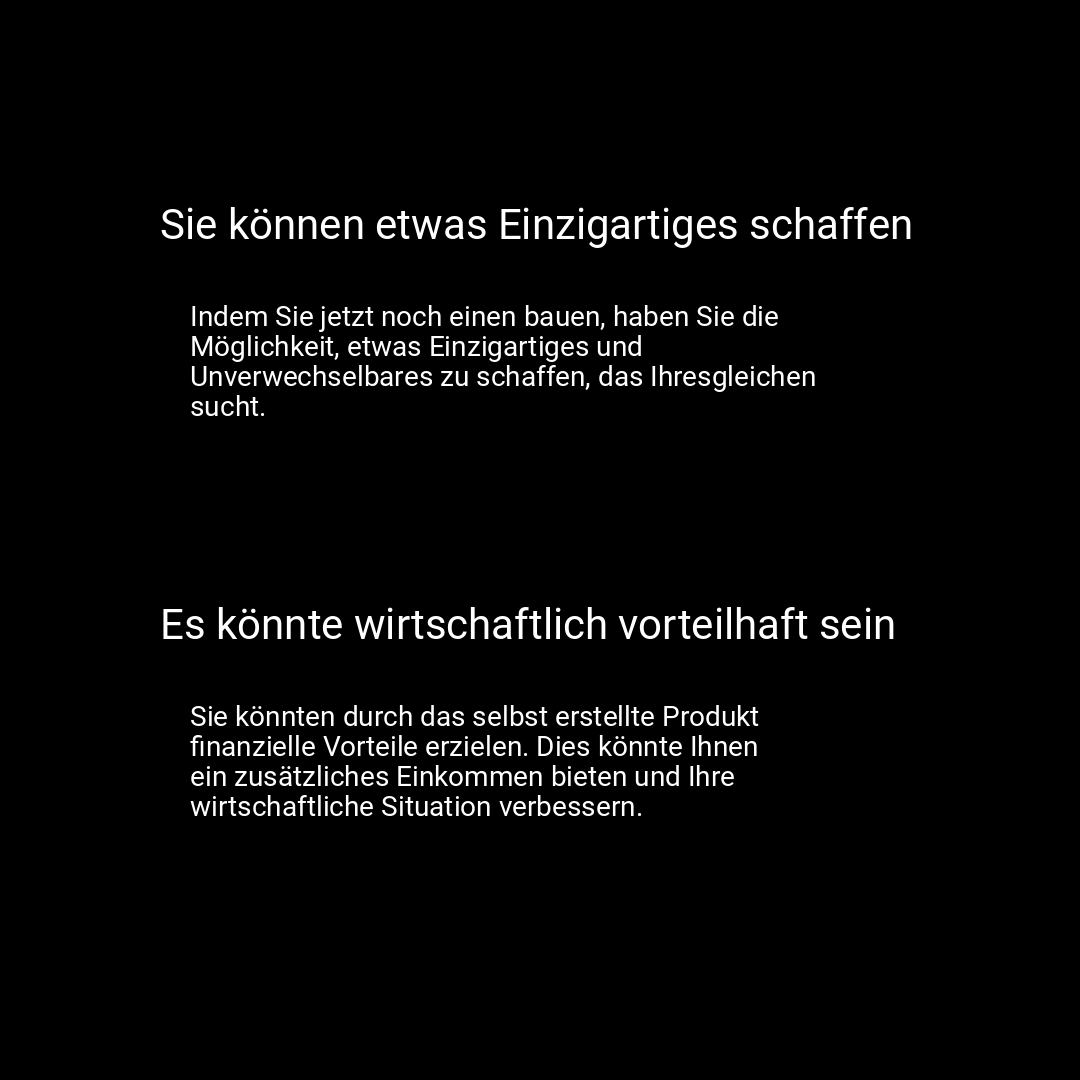 Sie können etwas Einzigartiges schaffen
Indem Sie jetzt noch einen bauen, haben Sie die
Möglichkeit, etwas Einzigartiges und
Unverwechselbares zu schaffen, das Ihresgleichen
sucht.
Es könnte wirtschaftlich vorteilhaft sein
Sie könnten durch das selbst erstellte Produkt
finanzielle Vorteile erzielen. Dies könnte Ihnen
ein zusätzliches Einkommen bieten und Ihre
wirtschaftliche Situation verbessern.